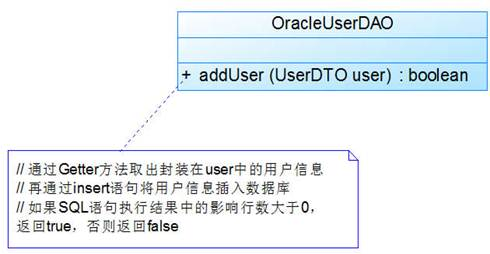 OracleUserDAO
+ addUser (UserDTO user) : boolean
// 通过Getter方法取出封装在user中的用户信息
// 再通过insert语句将用户信息插入数据库
// 如果SQL语句执行结果中的影响行数大于0，
返回true，否则返回false